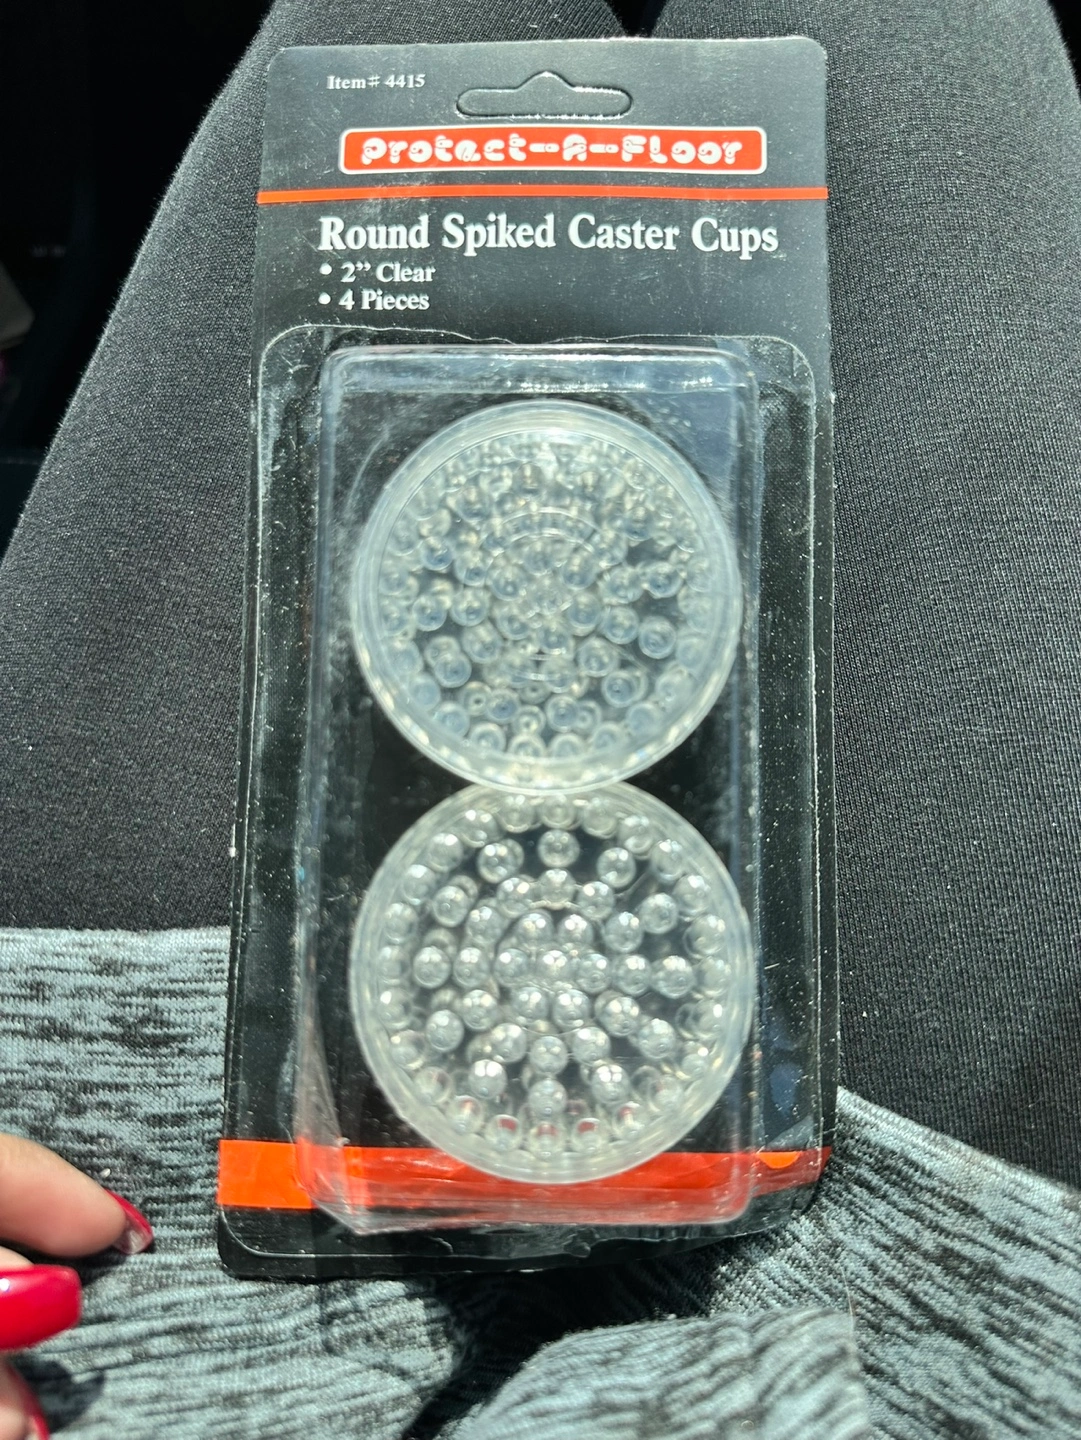 Item# 4415
Protect-A-Floor
Round Spiked Caster Cups
• 2” Clear
• 4 Pieces